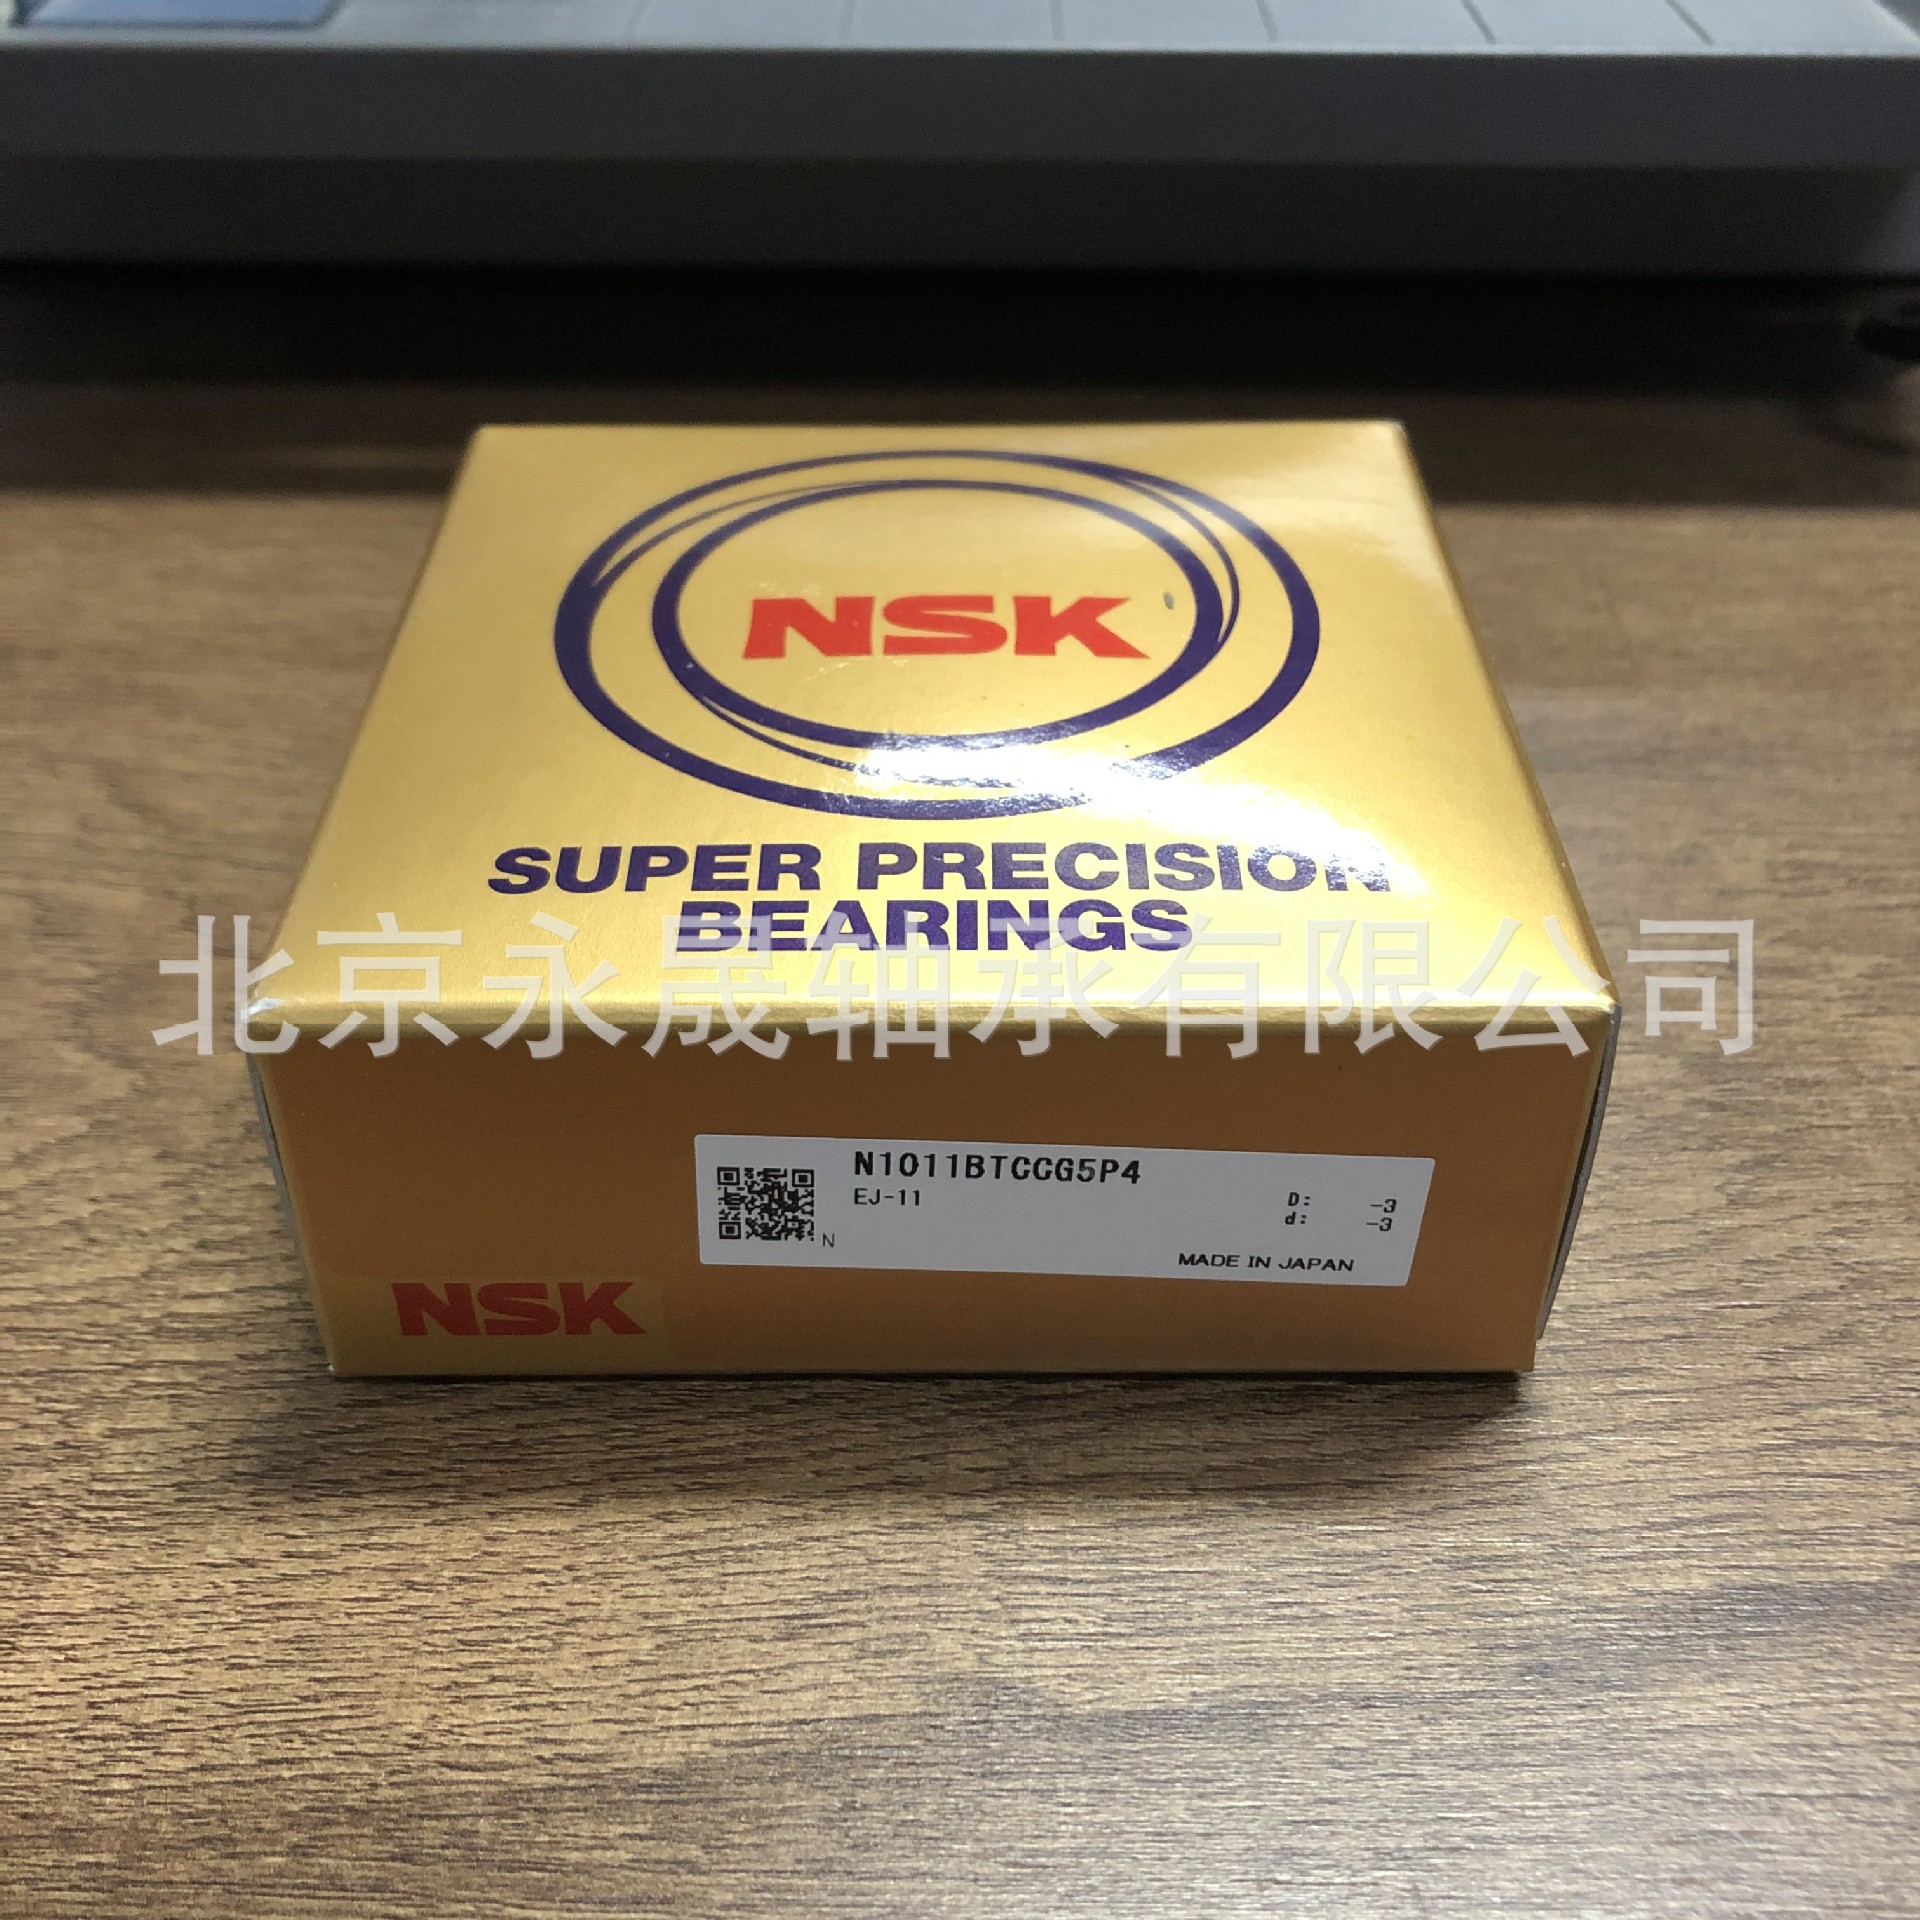 NSK
SUPER PRECISION
BEARINGS
北京永晟轴承有限公司
N1011BTCCG5P4
EJ-11
D: -3
d: -3
N
MADE IN JAPAN
NSK